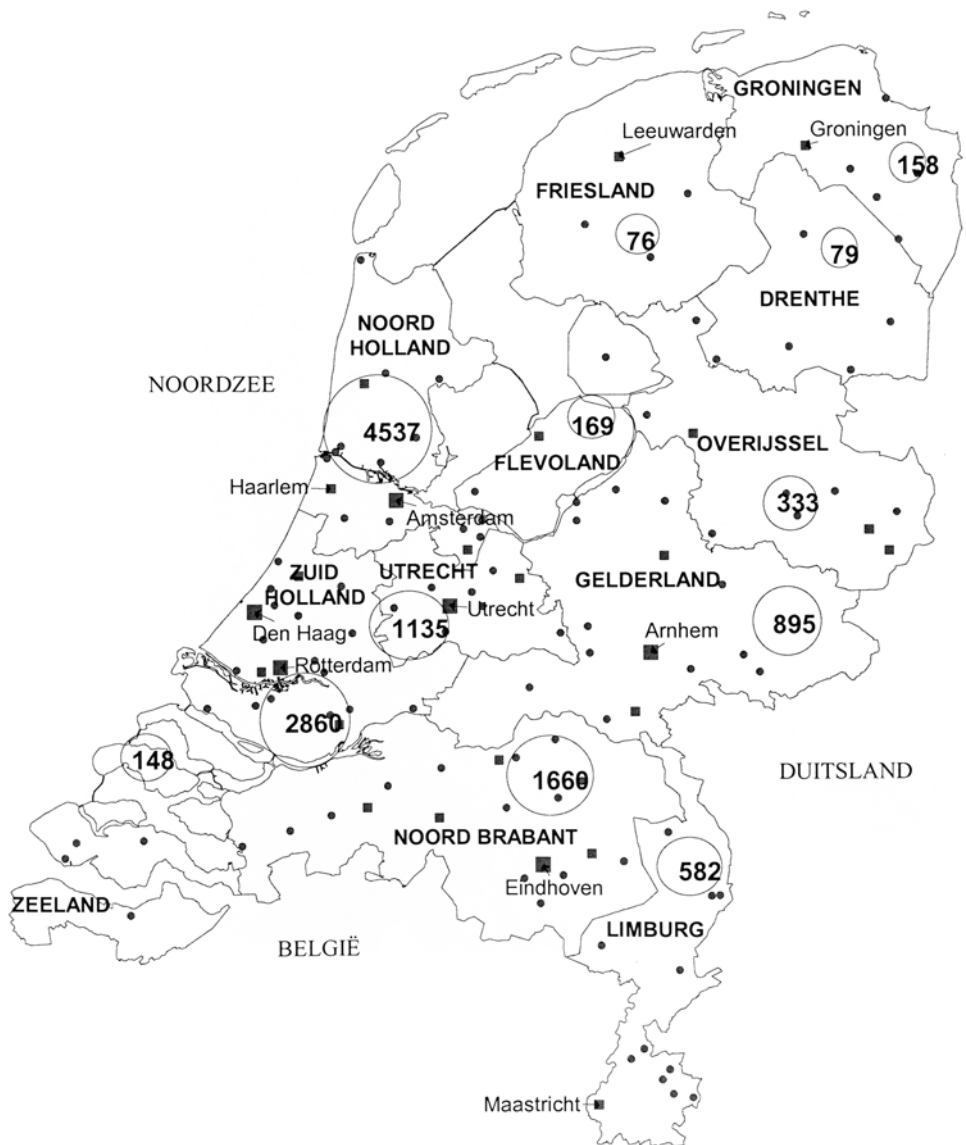 GRONINGEN
Leeuwarden
Groningen
158
FRIESLAND
76
79
DRENTHE
NOORD
HOLLAND
NOORDZEE
4537
169
OVERIJSSEL
FLEVOLAND
Haarlem
333
Amsterdam
ZUID
HOLLAND
UTRECHT
GELDERLAND
Utrecht
Den Haag
1135
Arnhem
895
Rotterdam
2860
148
1660
DUITSLAND
NOORD BRABANT
582
Eindhoven
ZEELAND
LIMBURG
BELGIË
Maastricht